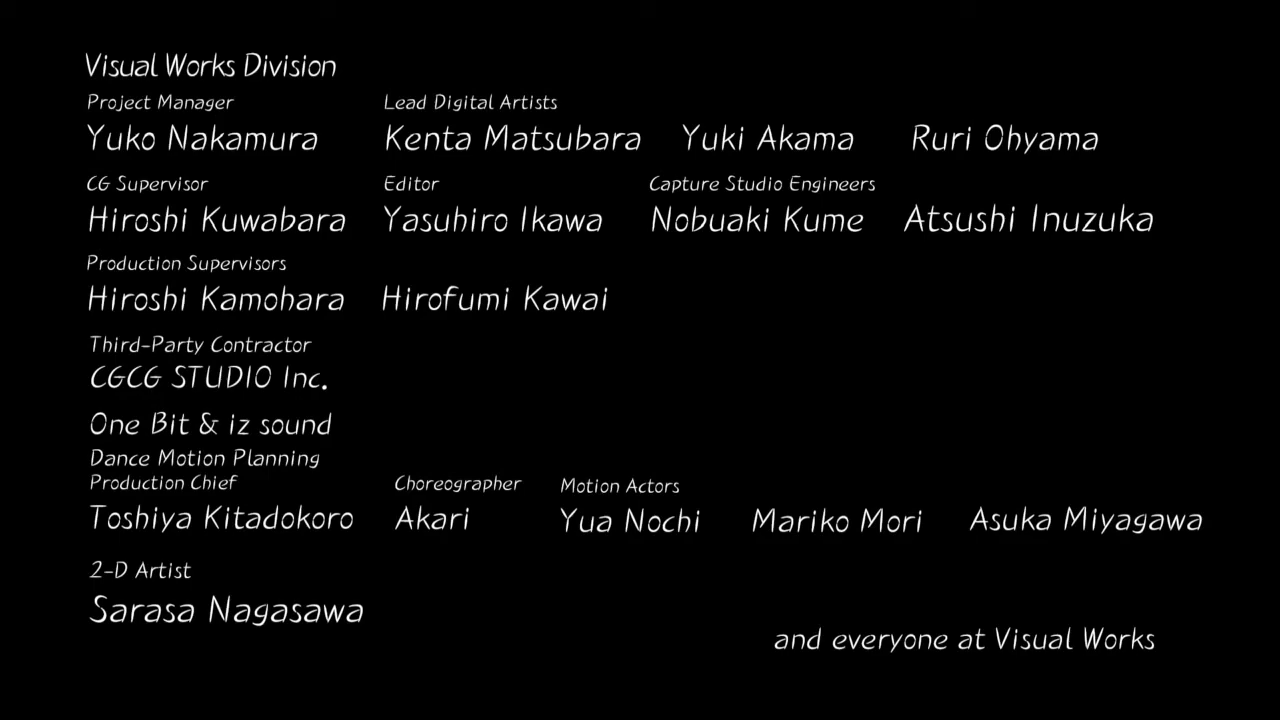 Visual Works Division
Project Manager Lead Digital Artists
Yuko Nakamura Kenta Matsubara Yuki Akama Ruri Ohyama
CG Supervisor Editor Capture Studio Engineers
Hiroshi Kuwabara Yasuhiro Ikawa Nobuaki Kume Atsushi Inuzuka
Production Supervisors
Hiroshi Kamohara Hirofumi Kawai
Third-Party Contractor
CGCG STUDIO Inc.
One Bit & iz sound
Dance Motion Planning
Production Chief Choreographer Motion Actors
Toshiya Kitadokoro Akari Yua Nochi Mariko Mori Asuka Miyagawa
2-D Artist
Sarasa Nagasawa
and everyone at Visual Works